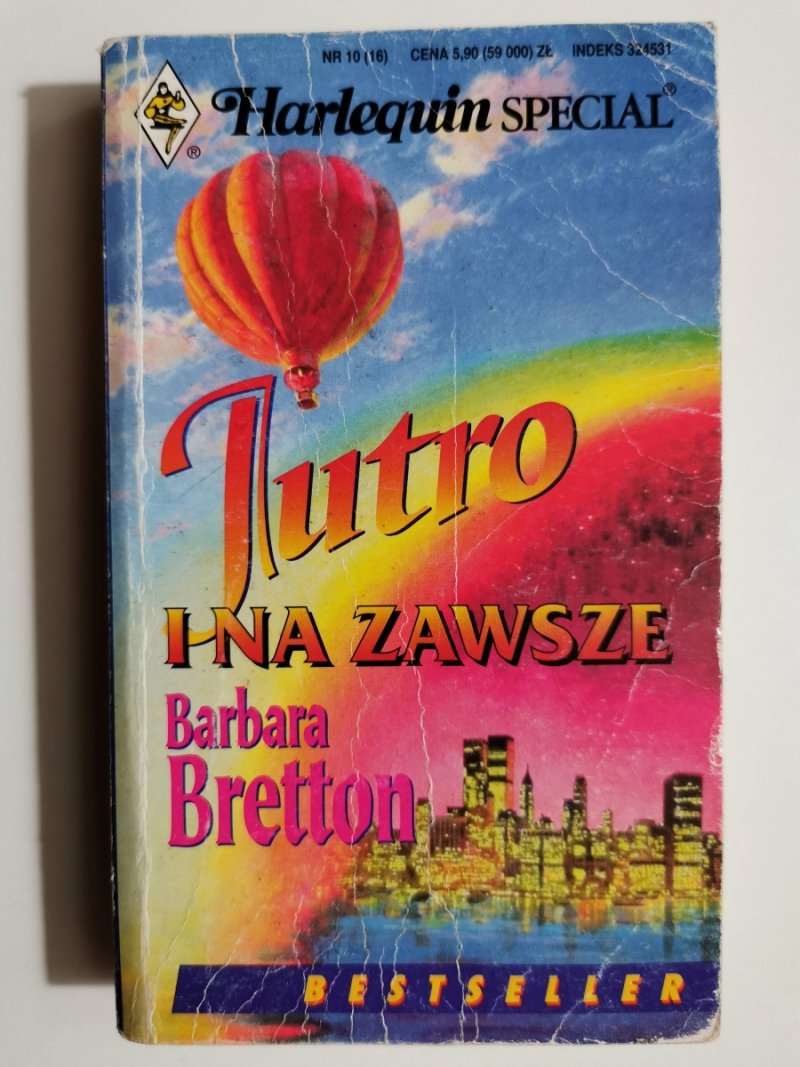 NR 10 (16) CENA 5,90 (59 000) ZŁ INDEKS 324531
Harlequin SPECIAL®
®
Jutro
I NA ZAWSZE
Barbara
Bretton
BESTSELLER